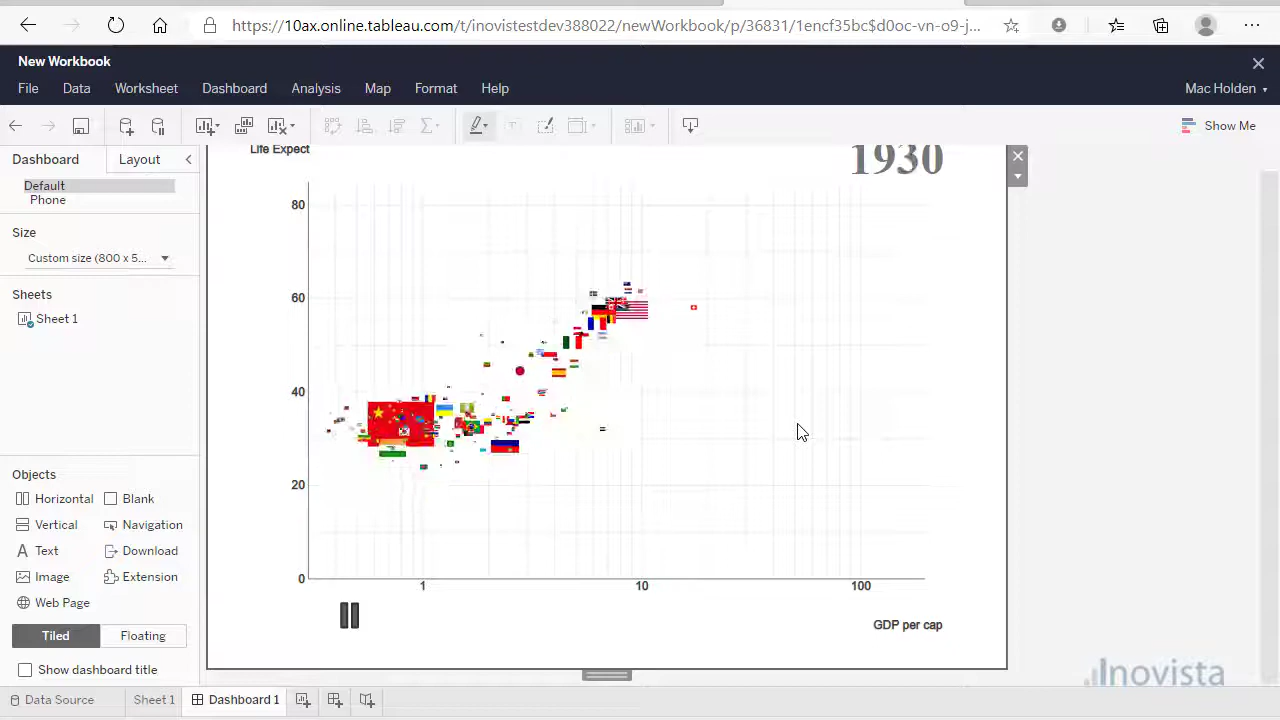 https://10ax.online.tableau.com/t/inovistestdev388022/newWorkbook/p/36831/1encf35bc$d0oc-vn-o9-j...
New Workbook
File Data Worksheet Dashboard Analysis Map Format Help
Mac Holden
Show Me
Dashboard Layout
Default
Phone
Size
Custom size (800 x 5...
Sheets
Sheet 1
Objects
Horizontal Blank
Vertical Navigation
Text Download
Image Extension
Web Page
Tiled Floating
Show dashboard title
Life Expect
1930
80
60
40
20
0
1 10 100
GDP per cap
Inovista
Data Source Sheet 1 Dashboard 1